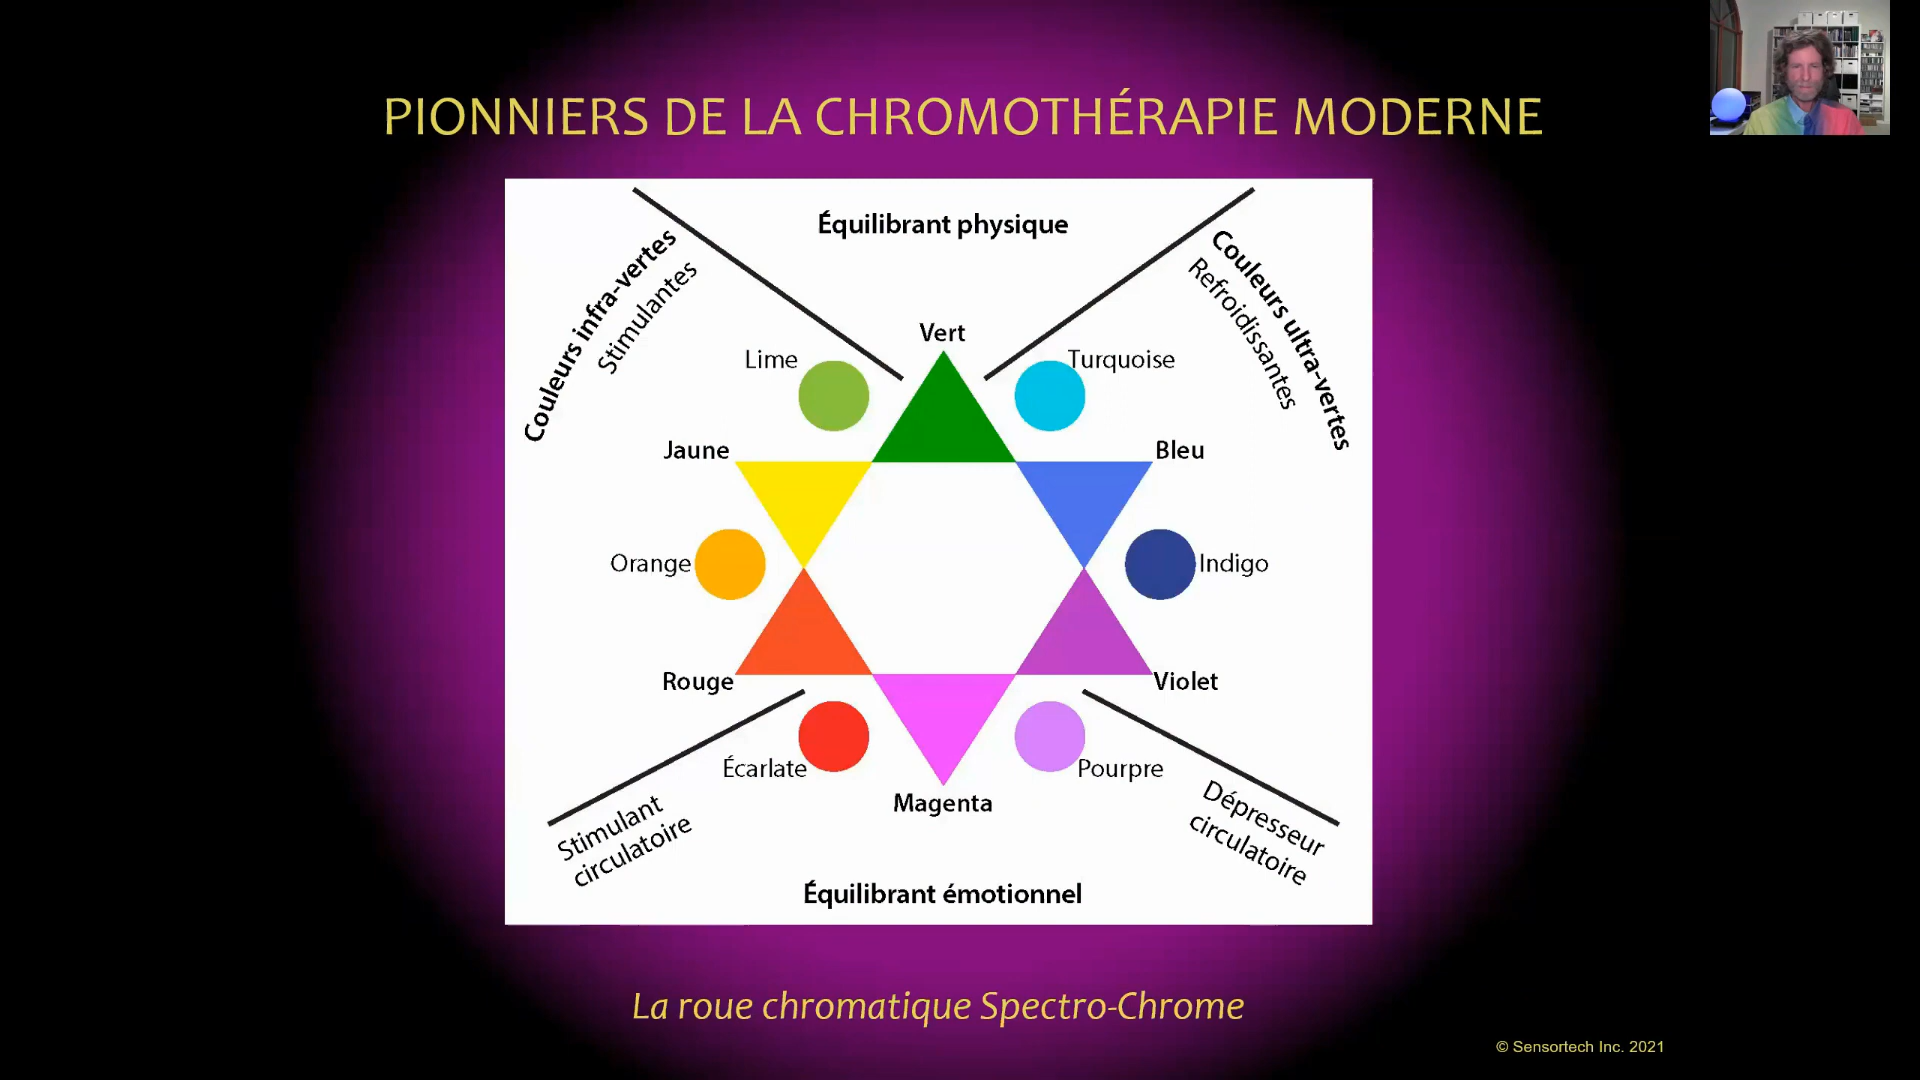 PIONNIERS DE LA CHROMOTHÉRAPIE MODERNE
Équilibrant physique
Couleurs infra-vertes
Stimulantes
Couleurs ultra-vertes
Refroidissantes
Vert
Lime
Turquoise
Jaune
Bleu
Orange
Indigo
Rouge
Violet
Écarlate
Pourpre
Magenta
Stimulant
circulatoire
Dépresseur
circulatoire
Équilibrant émotionnel
La roue chromatique Spectro-Chrome
© Sensortech Inc. 2021